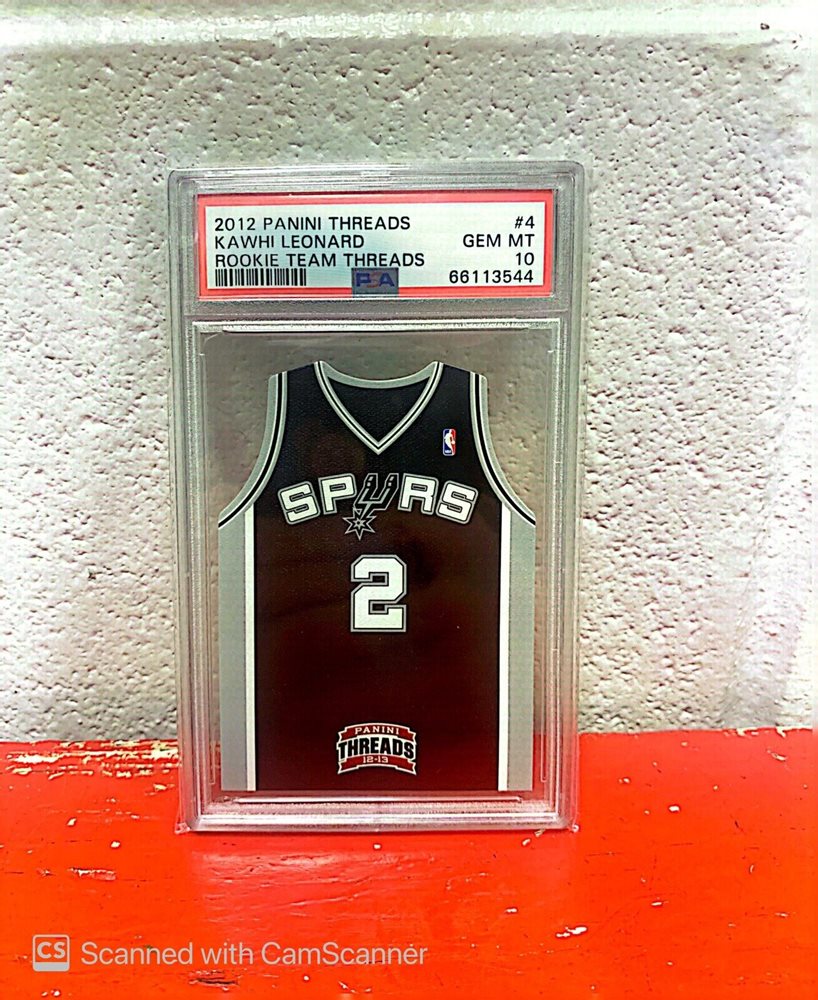 2012 PANINI THREADS #4
KAWHI LEONARD GEM MT
ROOKIE TEAM THREADS 10
PSA 66113544
SPURS
2
PANINI
THREADS
12-13
CS Scanned with CamScanner